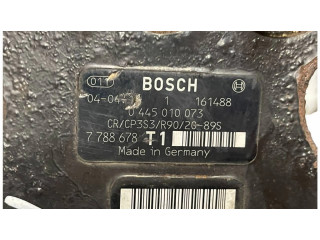 011 BOSCH
1 161488
0 445 010 073
CR/CP3S3/R90/20-89S
7 788 678 T1
Made in Germany